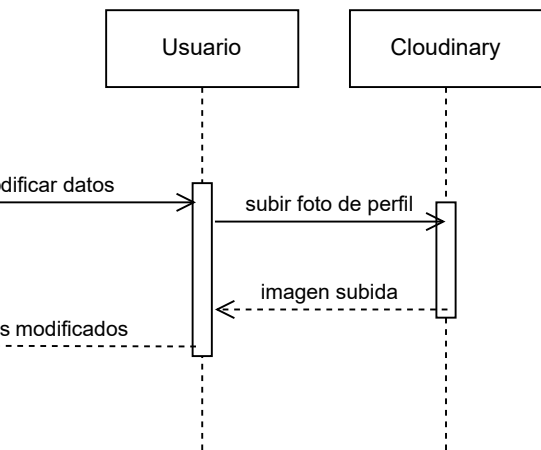 Usuario
Cloudinary
dificar datos
subir foto de perfil
imagen subida
s modificados